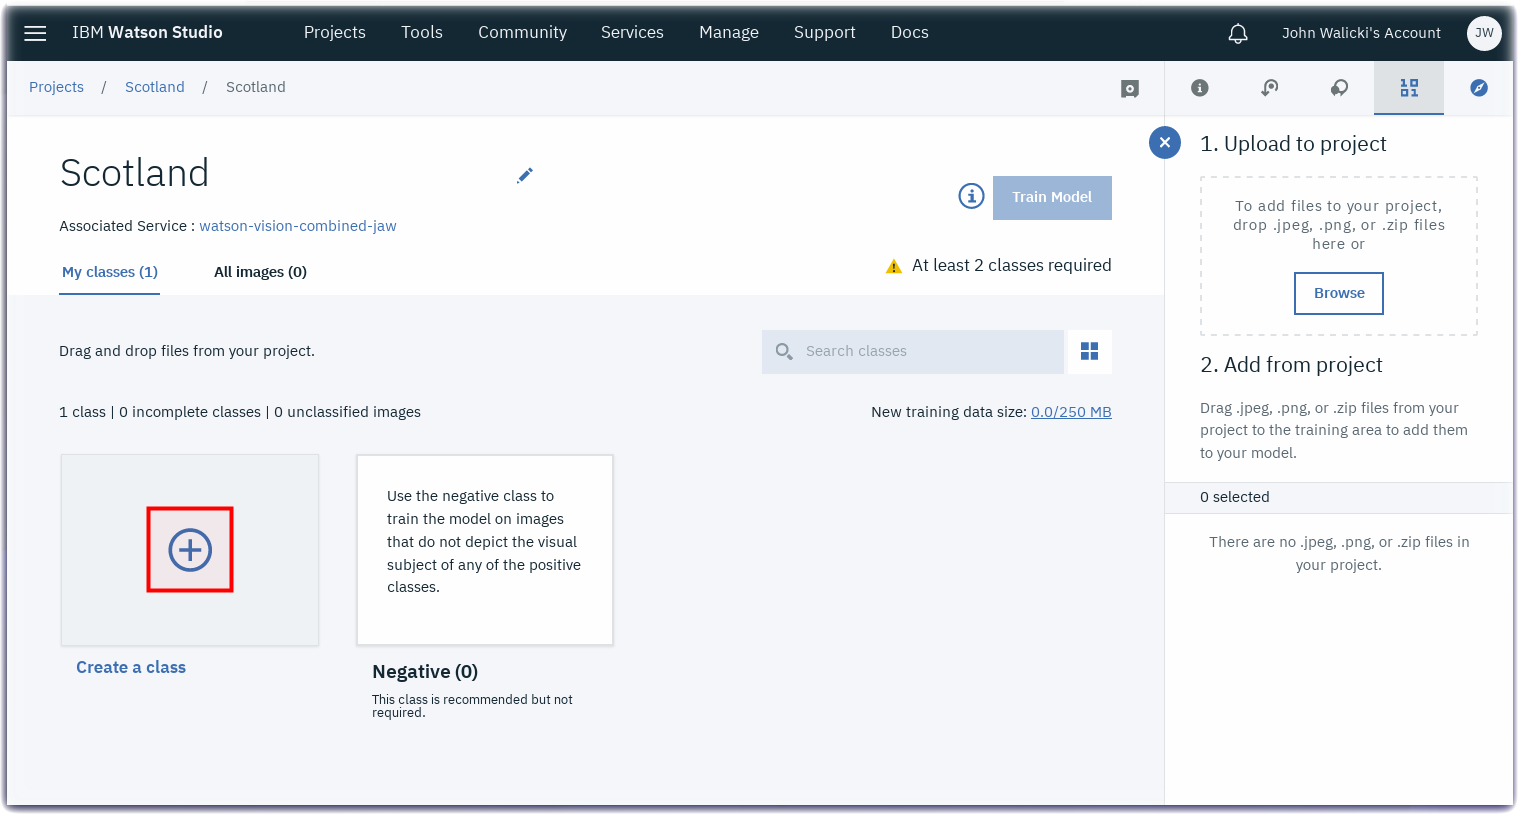 IBM Watson Studio
Projects
Tools
Community
Services
Manage
Support
Docs
John Walicki's Account
JW
Projects / Scotland / Scotland
Scotland
Associated Service : watson-vision-combined-jaw
Train Model
My classes (1)
All images (0)
At least 2 classes required
Drag and drop files from your project.
Search classes
1 class | 0 incomplete classes | 0 unclassified images
New training data size: 0.0/250 MB
Create a class
Use the negative class to
train the model on images
that do not depict the visual
subject of any of the positive
classes.
Negative (0)
This class is recommended but not
required.
1. Upload to project
To add files to your project,
drop .jpeg, .png, or .zip files
here or
Browse
2. Add from project
Drag .jpeg, .png, or .zip files from your
project to the training area to add them
to your model.
0 selected
There are no .jpeg, .png, or .zip files in
your project.